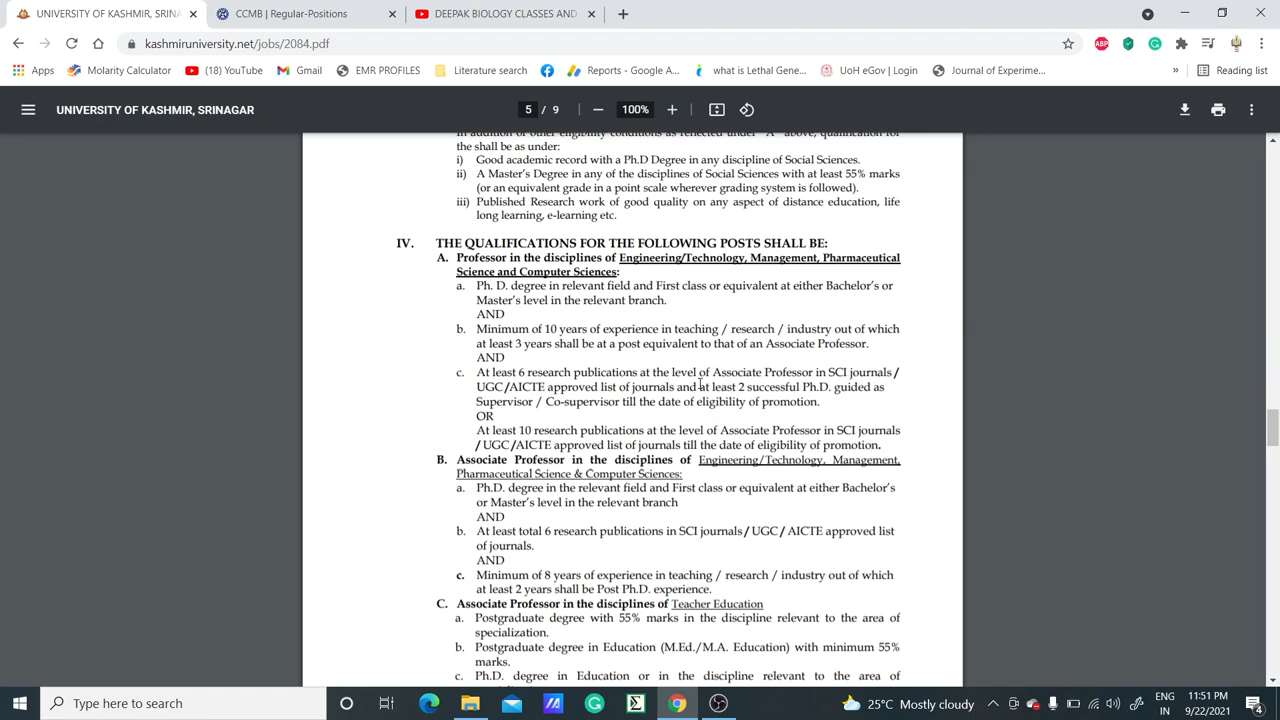 UNIVERSITY OF KASHMIR, SRINA
CCMB | Regular-Positions
DEEPAK BIOLOGY CLASSES AND
kashmiruniversity.net/jobs/2084.pdf
ABP
Apps
Molarity Calculator
(18) YouTube
Gmail
EMR PROFILES
Literature search
Reports - Google A...
what is Lethal Gene...
UoH eGov | Login
Journal of Experime...
»
Reading list
UNIVERSITY OF KASHMIR, SRINAGAR
5 / 9
100%
In addition of other eligibility conditions as reflected under "A" above, qualification for
the shall be as under:
i) Good academic record with a Ph.D Degree in any discipline of Social Sciences.
ii) A Master's Degree in any of the disciplines of Social Sciences with at least 55% marks
(or an equivalent grade in a point scale wherever grading system is followed).
iii) Published Research work of good quality on any aspect of distance education, life
long learning, e-learning etc.
IV. THE QUALIFICATIONS FOR THE FOLLOWING POSTS SHALL BE:
A. Professor in the disciplines of Engineering/Technology, Management, Pharmaceutical
Science and Computer Sciences:
a. Ph. D. degree in relevant field and First class or equivalent at either Bachelor's or
Master's level in the relevant branch.
AND
b. Minimum of 10 years of experience in teaching / research / industry out of which
at least 3 years shall be at a post equivalent to that of an Associate Professor.
AND
c. At least 6 research publications at the level of Associate Professor in SCI journals /
UGC /AICTE approved list of journals and at least 2 successful Ph.D. guided as
Supervisor / Co-supervisor till the date of eligibility of promotion.
OR
At least 10 research publications at the level of Associate Professor in SCI journals
/ UGC /AICTE approved list of journals till the date of eligibility of promotion.
B. Associate Professor in the disciplines of Engineering/Technology, Management,
Pharmaceutical Science & Computer Sciences:
a. Ph.D. degree in the relevant field and First class or equivalent at either Bachelor's
or Master's level in the relevant branch
AND
b. At least total 6 research publications in SCI journals / UGC / AICTE approved list
of journals.
AND
c. Minimum of 8 years of experience in teaching / research / industry out of which
at least 2 years shall be Post Ph.D. experience.
C. Associate Professor in the disciplines of Teacher Education
a. Postgraduate degree with 55% marks in the discipline relevant to the area of
specialization.
b. Postgraduate degree in Education (M.Ed./M.A. Education) with minimum 55%
marks.
c. Ph.D. degree in Education or in the discipline relevant to the area of
Type here to search
25°C Mostly cloudy
ENG
IN
11:51 PM
9/22/2021
4